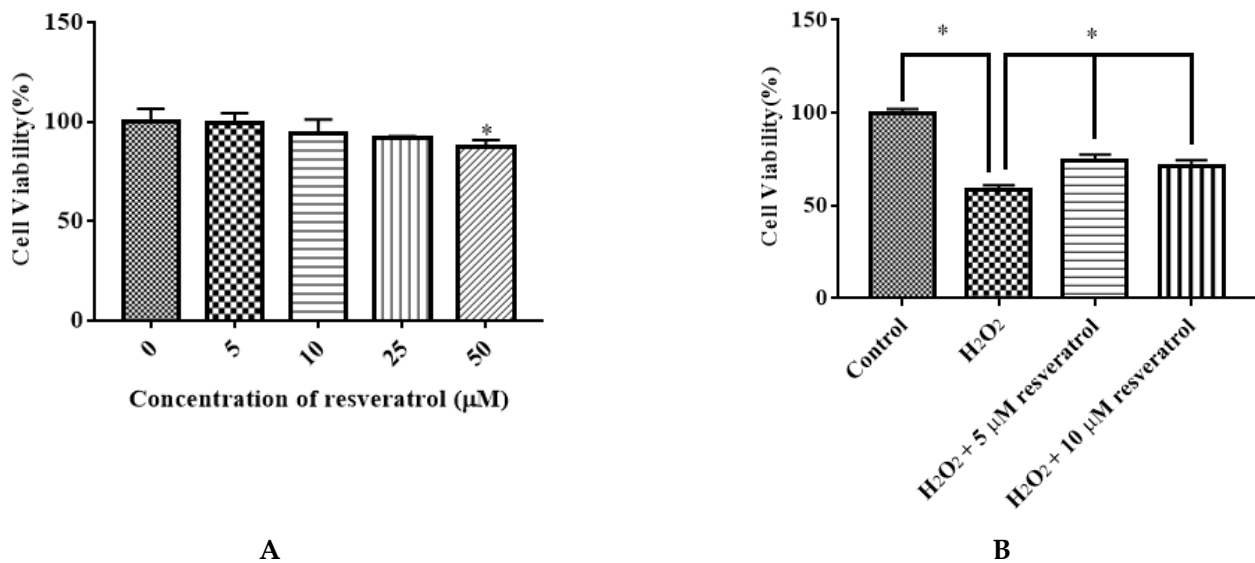 150
100
50
0
Cell Viability(%)
*
0
5
10
25
50
Concentration of resveratrol (μM)
A
150
100
50
0
Cell Viability(%)
*
*
Control
H₂O₂
H₂O₂ + 5 μM resveratrol
H₂O₂ + 10 μM resveratrol
B